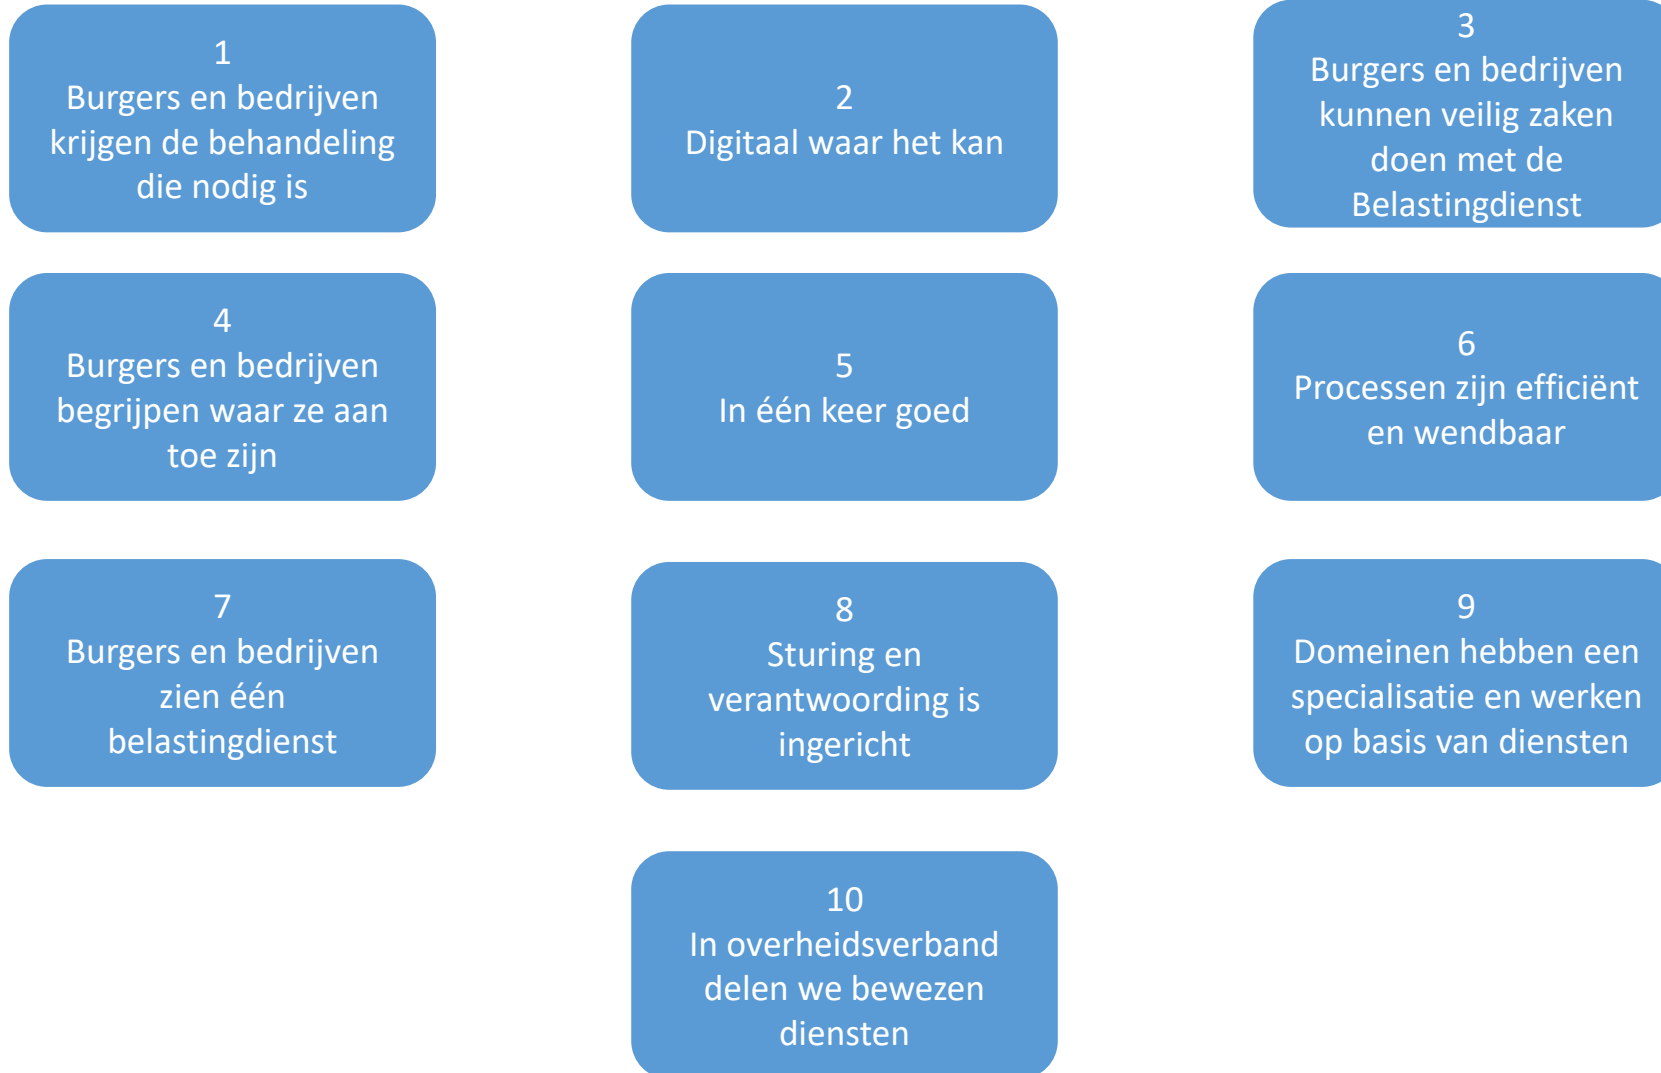 1
Burgers en bedrijven
krijgen de behandeling
die nodig is
2
Digitaal waar het kan
3
Burgers en bedrijven
kunnen veilig zaken
doen met de
Belastingdienst
4
Burgers en bedrijven
begrijpen waar ze aan
toe zijn
5
In één keer goed
6
Processen zijn efficiënt
en wendbaar
7
Burgers en bedrijven
zien één
belastingdienst
8
Sturing en
verantwoording is
ingericht
9
Domeinen hebben een
specialisatie en werken
op basis van diensten
10
In overheidsverband
delen we bewezen
diensten